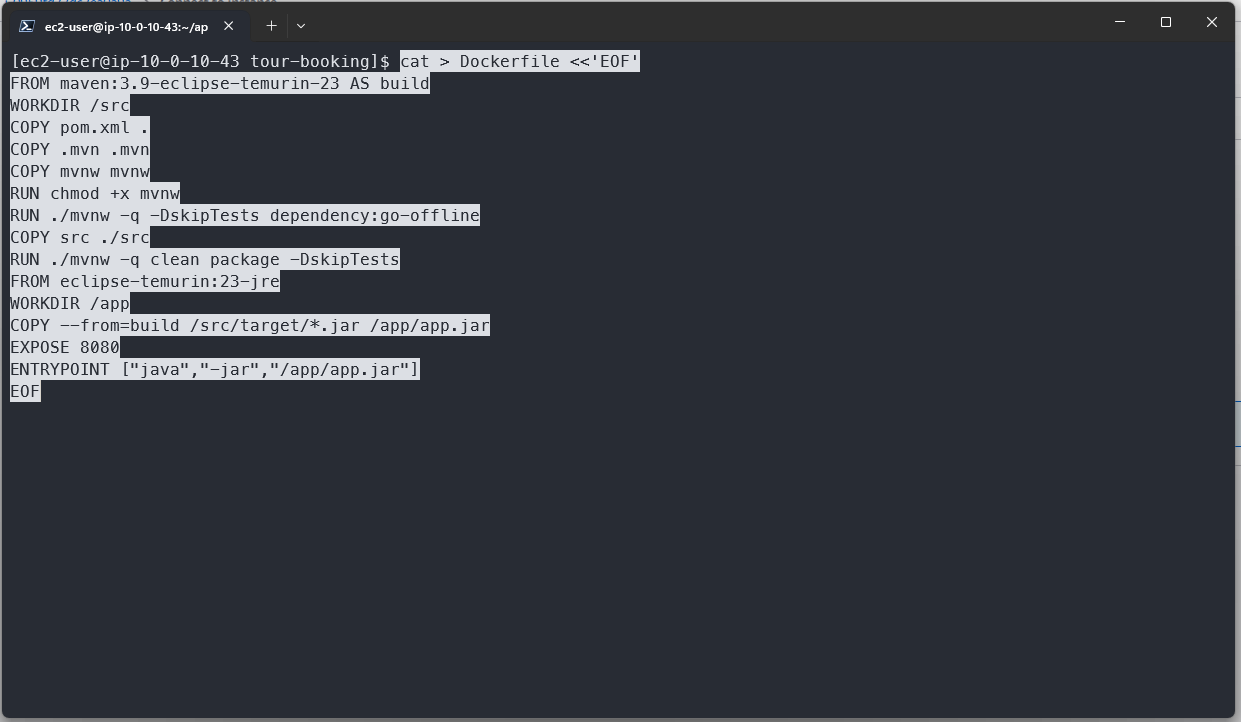 ec2-user@ip-10-0-10-43:~/ap
[ec2-user@ip-10-0-10-43 tour-booking]$ cat > Dockerfile <<'EOF'
FROM maven:3.9-eclipse-temurin-23 AS build
WORKDIR /src
COPY pom.xml .
COPY .mvn .mvn
COPY mvnw mvnw
RUN chmod +x mvnw
RUN ./mvnw -q -DskipTests dependency:go-offline
COPY src ./src
RUN ./mvnw -q clean package -DskipTests
FROM eclipse-temurin:23-jre
WORKDIR /app
COPY --from=build /src/target/*.jar /app/app.jar
EXPOSE 8080
ENTRYPOINT ["java","-jar","/app/app.jar"]
EOF